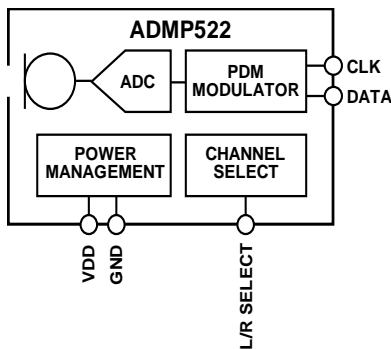 ADMP522
ADC
PDM
MODULATOR
CLK
DATA
POWER
MANAGEMENT
CHANNEL
SELECT
VDD
GND
L/R SELECT